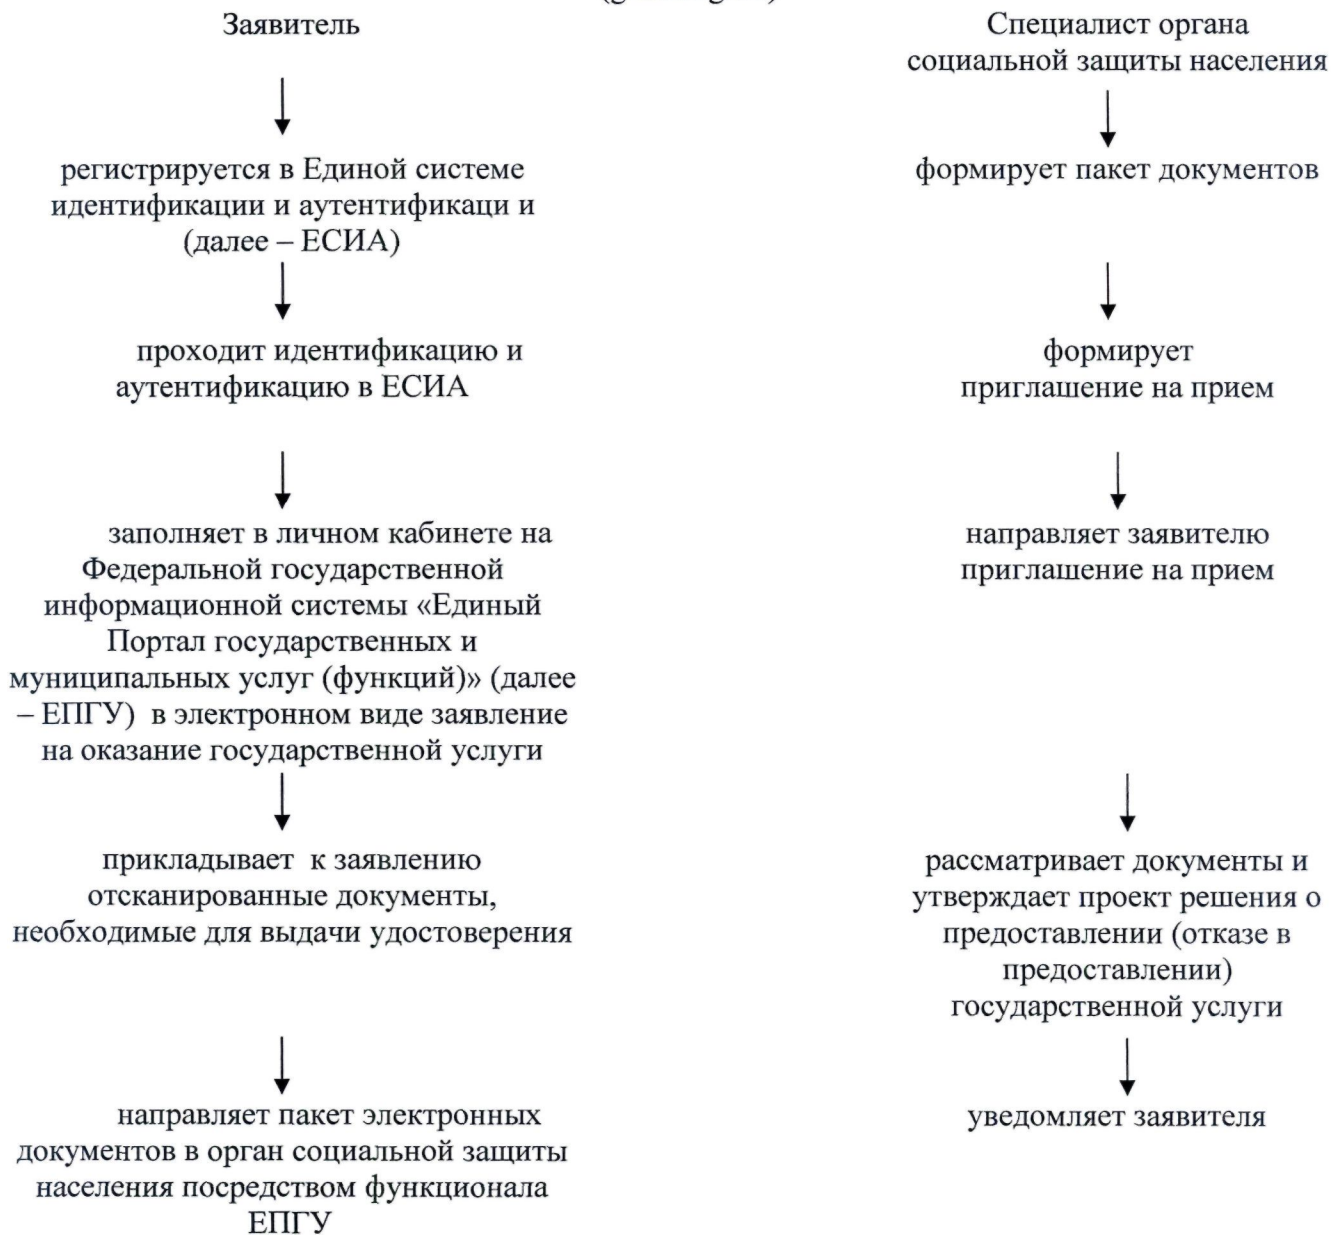 Заявитель
регистрируется в Единой системе
идентификации и аутентификаци и
(далее – ЕСИА)
проходит идентификацию и
аутентификацию в ЕСИА
заполняет в личном кабинете на
Федеральной государственной
информационной системы «Единый
Портал государственных и
муниципальных услуг (функций)» (далее
– ЕПГУ) в электронном виде заявление
на оказание государственной услуги
прикладывает к заявлению
отсканированные документы,
необходимые для выдачи удостоверения
направляет пакет электронных
документов в орган социальной защиты
населения посредством функционала
ЕПГУ
Специалист органа
социальной защиты населения
формирует пакет документов
формирует
приглашение на прием
направляет заявителю
приглашение на прием
рассматривает документы и
утверждает проект решения о
предоставлении (отказе в
предоставлении)
государственной услуги
уведомляет заявителя